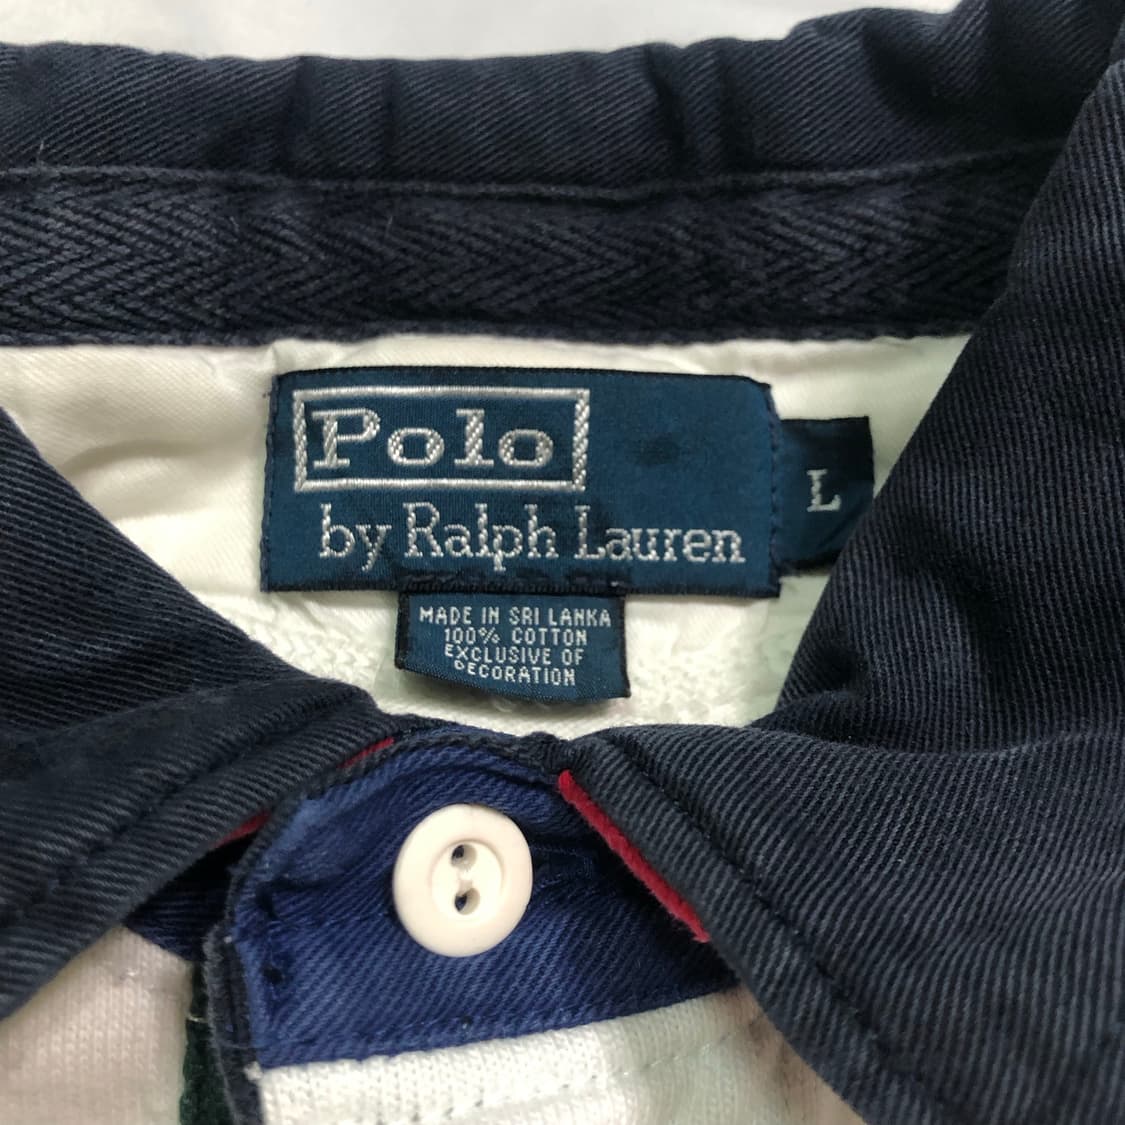 Polo
by Ralph Lauren
L
MADE IN SRI LANKA
100% COTTON
EXCLUSIVE OF
DECORATION